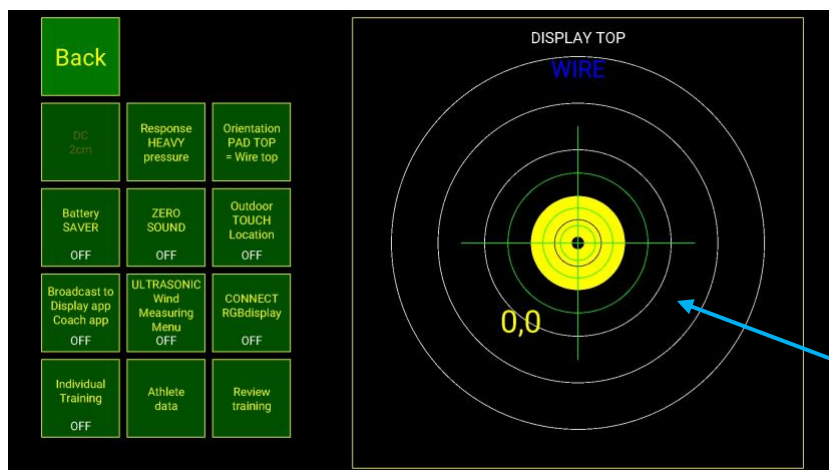 Back
DC
2cm
Response
HEAVY
pressure
Orientation
PAD TOP
= Wire top
Battery
SAVER
OFF
ZERO
SOUND
OFF
Outdoor
TOUCH
Location
OFF
Broadcast to
Display app
Coach app
OFF
ULTRASONIC
Wind
Measuring
Menu
OFF
CONNECT
RGBdisplay
OFF
Individual
Training
OFF
Athlete
data
Review
training
DISPLAY TOP
WIRE
0,0